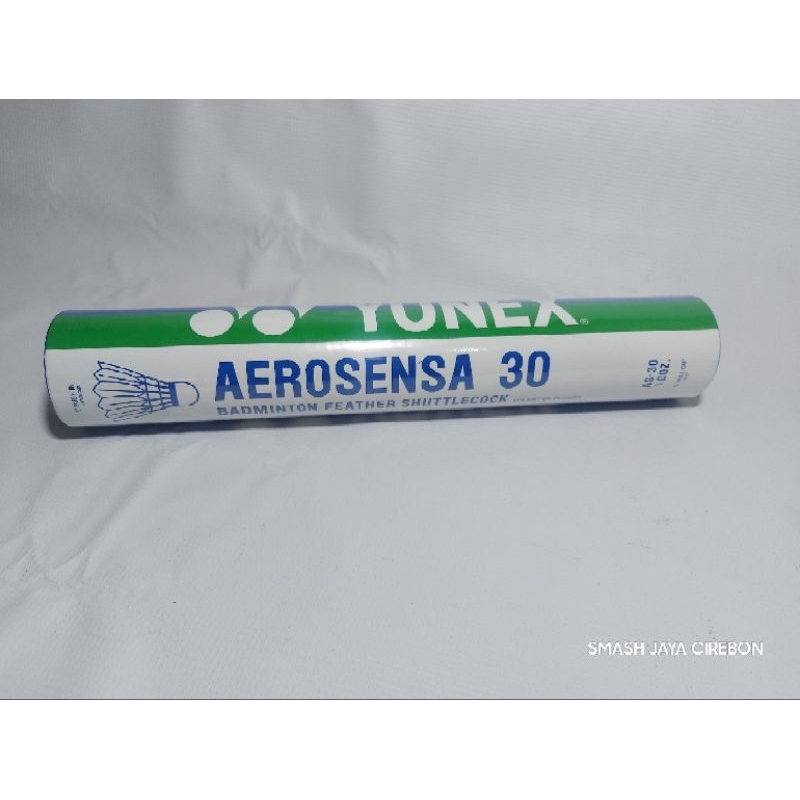 YONEX®
AEROSENSA 30
BADMINTON FEATHER SHUTTLECOCK
AS-30
1 DOZ.
SMASH JAYA CIREBON